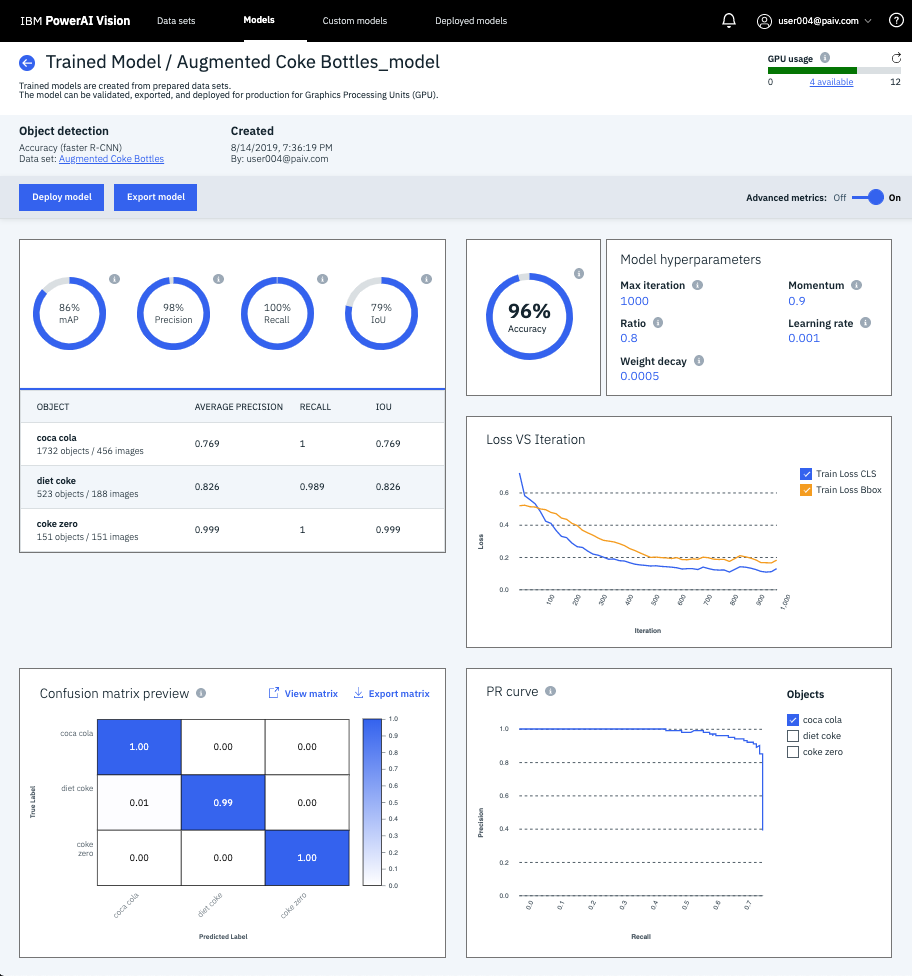 IBM PowerAI Vision
Data sets
Models
Custom models
Deployed models
user004@paiv.com
?
Trained Model / Augmented Coke Bottles_model
GPU usage
Trained models are created from prepared data sets.
The model can be validated, exported, and deployed for production for Graphics Processing Units (GPU).
0
4 available
12
Object detection
Accuracy (faster R-CNN)
Data set: Augmented Coke Bottles
Created
8/14/2019, 7:36:19 PM
By: user004@paiv.com
Deploy model
Export model
Advanced metrics: Off On
86%
mAP
98%
Precision
100%
Recall
79%
IoU
OBJECT AVERAGE PRECISION RECALL IOU
coca cola
1732 objects / 456 images
0.769 1 0.769
diet coke
523 objects / 188 images
0.826 0.989 0.826
coke zero
151 objects / 151 images
0.999 1 0.999
96%
Accuracy
Model hyperparameters
Max iteration
1000
Momentum
0.9
Ratio
0.8
Learning rate
0.001
Weight decay
0.0005
Loss VS Iteration
Train Loss CLS
Train Loss Bbox
Loss
0.6
0.4
0.2
0.0
100 200 300 400 500 600 700 800 900 1,000
Iteration
Confusion matrix preview
View matrix
Export matrix
True Label
coca cola
1.00 0.00 0.00
diet coke
0.01 0.99 0.00
coke
zero
0.00 0.00 1.00
coca cola diet coke coke zero
Predicted Label
1.0
0.9
0.8
0.7
0.6
0.5
0.4
0.3
0.2
0.1
0.0
PR curve
Objects
coca cola
diet coke
coke zero
Precision
1.0
0.8
0.6
0.4
0.2
0.0
0.0 0.1 0.2 0.3 0.4 0.5 0.6 0.7
Recall